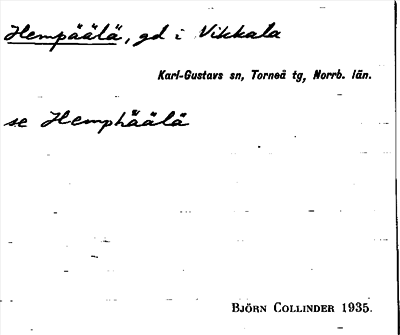 Hempäälä, gd i Vikkala
Karl-Gustavs sn, Torneå tg, Norrb. län.
se Hemphäälä
BJÖRN COLLINDER 1935.